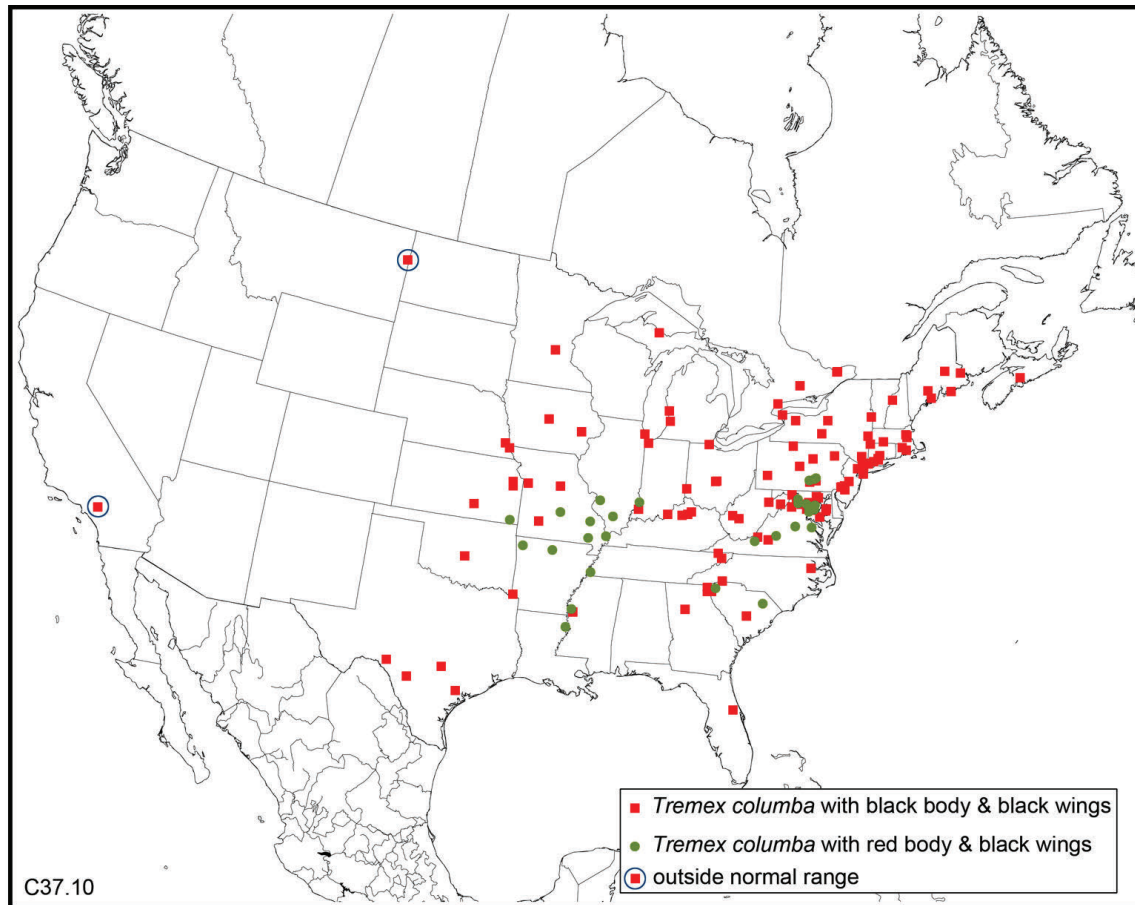 Tremex columba with black body & black wings
Tremex columba with red body & black wings
outside normal range
C37.10